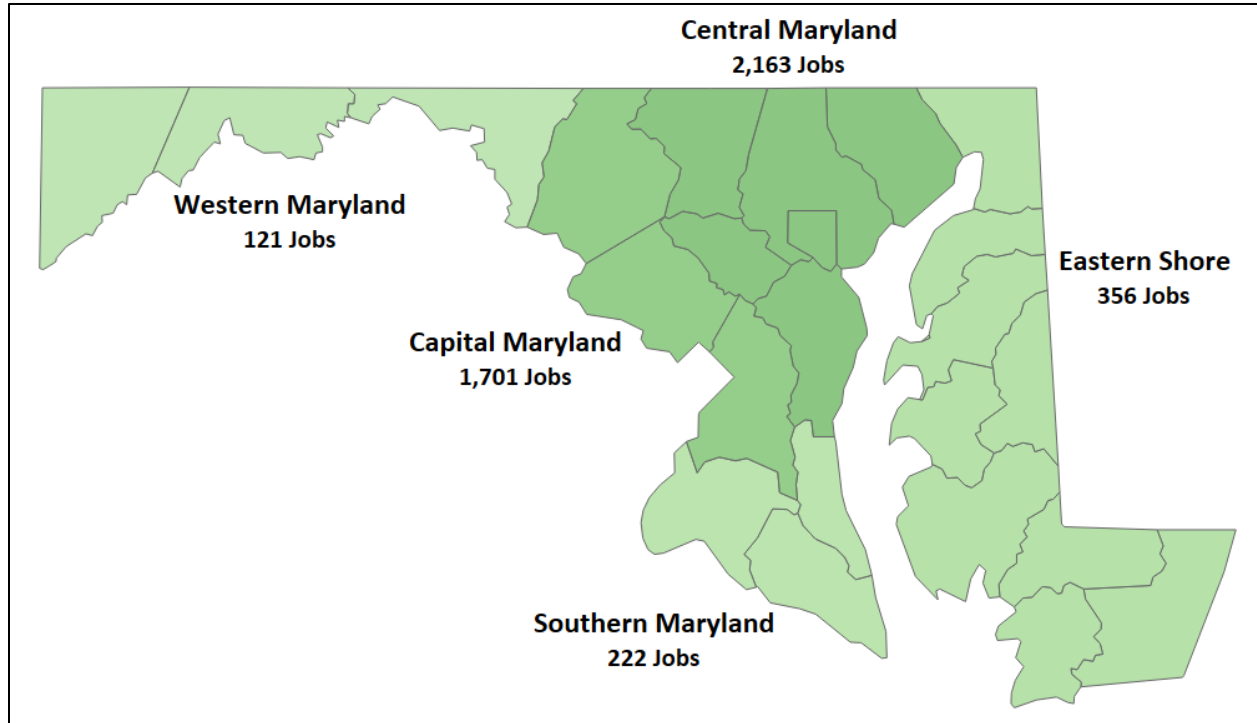 Central Maryland
2,163 Jobs
Western Maryland
121 Jobs
Eastern Shore
356 Jobs
Capital Maryland
1,701 Jobs
Southern Maryland
222 Jobs